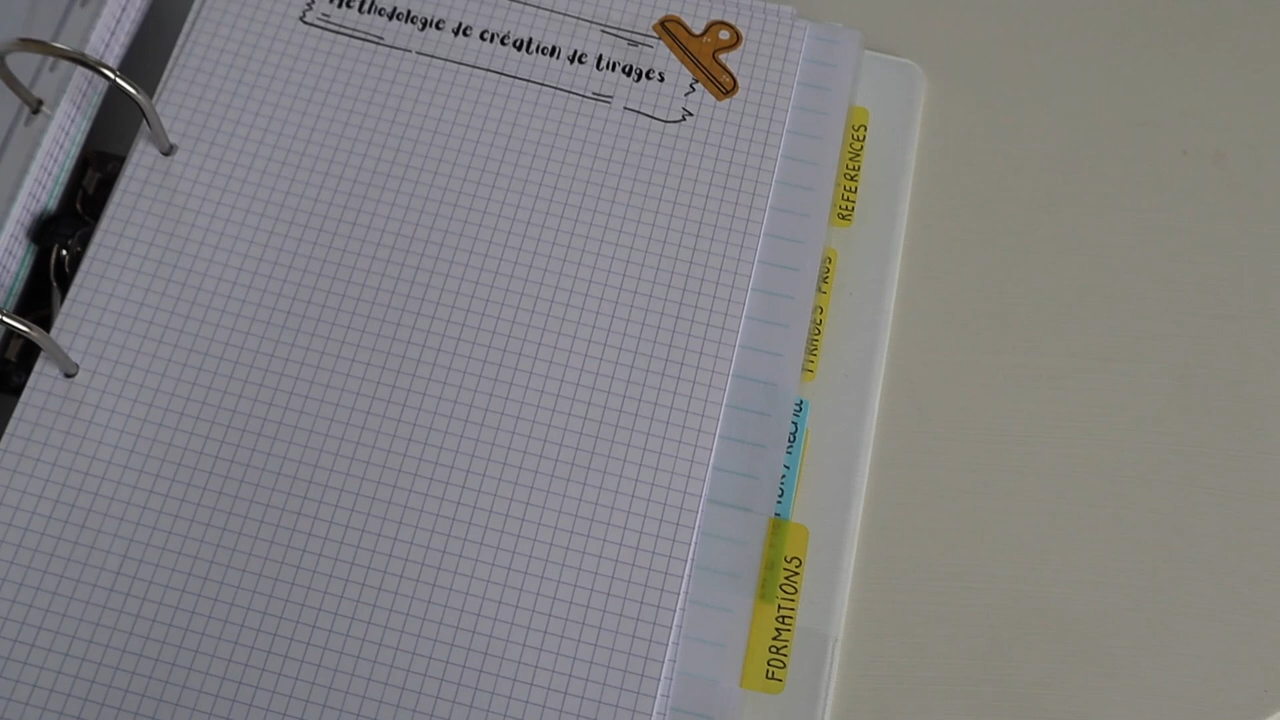 Méthodologie de création de tirages
RÉFÉRENCES
TIRAGES PROS
FORMATIONS